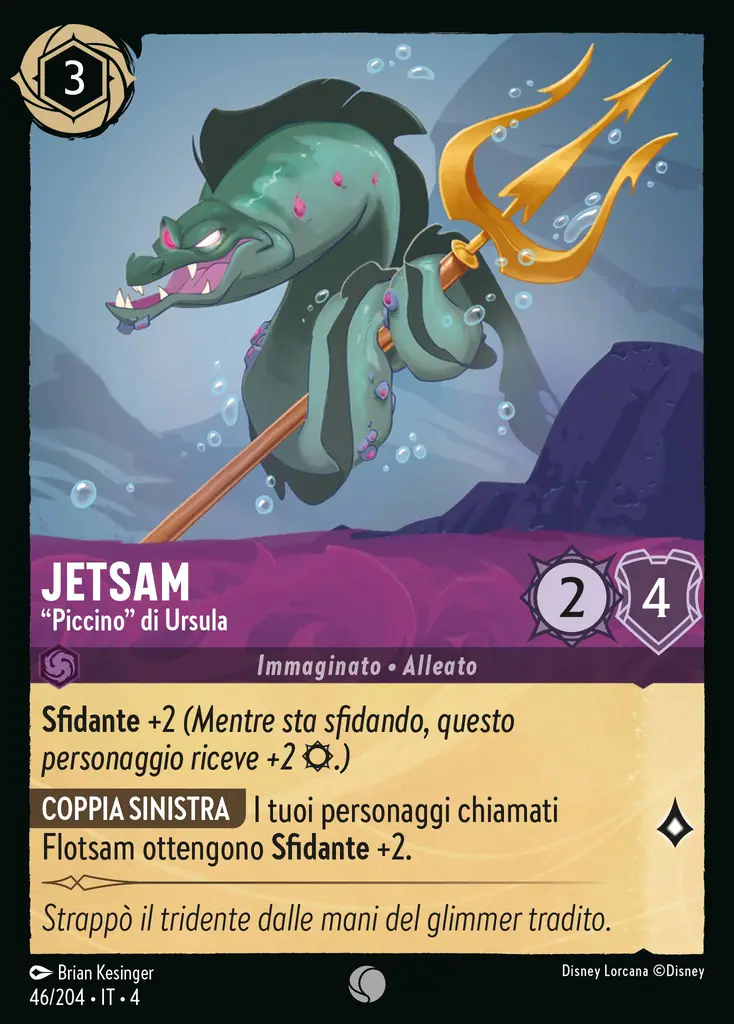 3
JETSAM
“Piccino” di Ursula
2
4
Immaginato • Alleato
Sfidante +2 (Mentre sta sfidando, questo
personaggio riceve +2 .)
COPPIA SINISTRA I tuoi personaggi chiamati
Flotsam ottengono Sfidante +2.
Strappò il tridente dalle mani del glimmer tradito.
Brian Kesinger
Disney Lorcana ©Disney
46/204 • IT • 4